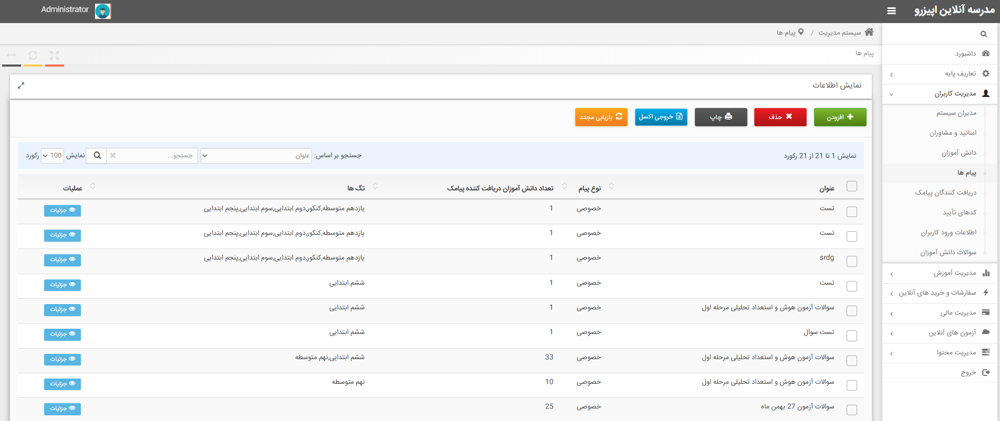 مدرسه آنلاین اپیزرو
Administrator
سیستم مدیریت / پیام ها
پیام ها
داشبورد
تعاریف پایه
مدیریت کاربران
مدیران سیستم
اساتید و مشاوران
دانش آموزان
پیام ها
دریافت کنندگان پیامک
کدهای تأیید
اطلاعات ورود کاربران
سوالات دانش آموزان
مدیریت آموزش
سفارشات و خرید های آنلاین
مدیریت مالی
آزمون های آنلاین
مدیریت محتوا
خروج
نمایش اطلاعات
افزودن حذف چاپ خروجی اکسل بازیابی مجدد
نمایش 1 تا 21 از 21 رکورد جستجو بر اساس: عنوان جستجو... نمایش 100 رکورد
عنوان نوع پیام تعداد دانش آموزان دریافت کننده پیامک تگ ها عملیات
تست خصوصی 1 یازدهم متوسطه,کنکور,دوم ابتدایی,سوم ابتدایی,پنجم ابتدایی جزئیات
تست خصوصی 1 یازدهم متوسطه,کنکور,دوم ابتدایی,سوم ابتدایی,پنجم ابتدایی جزئیات
srdg خصوصی 1 یازدهم متوسطه,کنکور,دوم ابتدایی,سوم ابتدایی,پنجم ابتدایی جزئیات
تست خصوصی 1 ششم ابتدایی جزئیات
سوالات آزمون هوش و استعداد تحلیلی مرحله اول خصوصی 1 ششم ابتدایی جزئیات
تست سوال خصوصی 1 ششم ابتدایی جزئیات
سوالات آزمون هوش و استعداد تحلیلی مرحله اول خصوصی 33 ششم ابتدایی,نهم متوسطه جزئیات
سوالات آزمون هوش و استعداد تحلیلی مرحله اول خصوصی 10 نهم متوسطه جزئیات
سوالات آزمون 27 بهمن ماه خصوصی 25 جزئیات